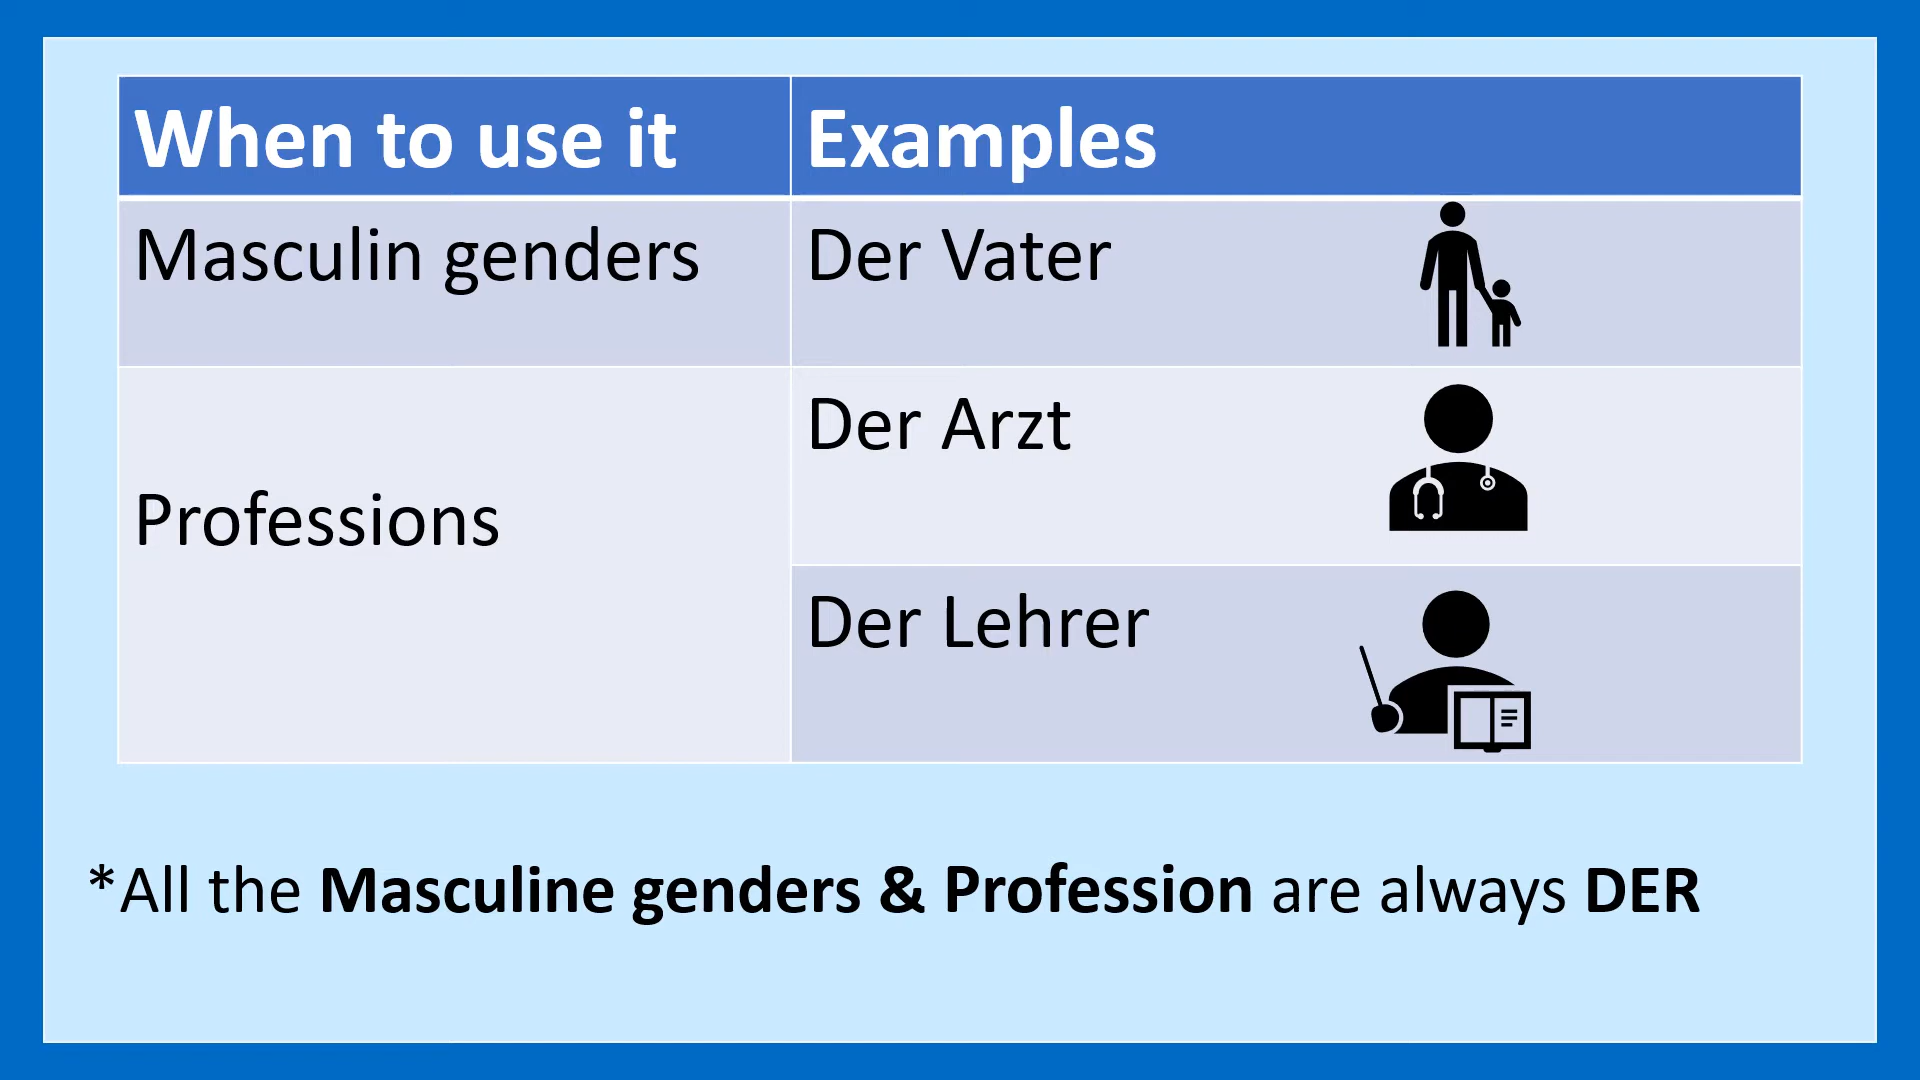 When to use it
Examples
Masculin genders
Der Vater
Professions
Der Arzt
Der Lehrer
*All the Masculine genders & Profession are always DER